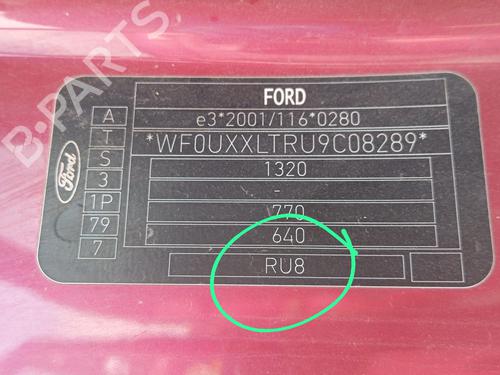 B-PARTS
FORD
A
T
S
3
1P
79
7
Ford
e3*2001/116*0280
*WF0UXXLTRU9C08289*
1320
-
770
640
RU8